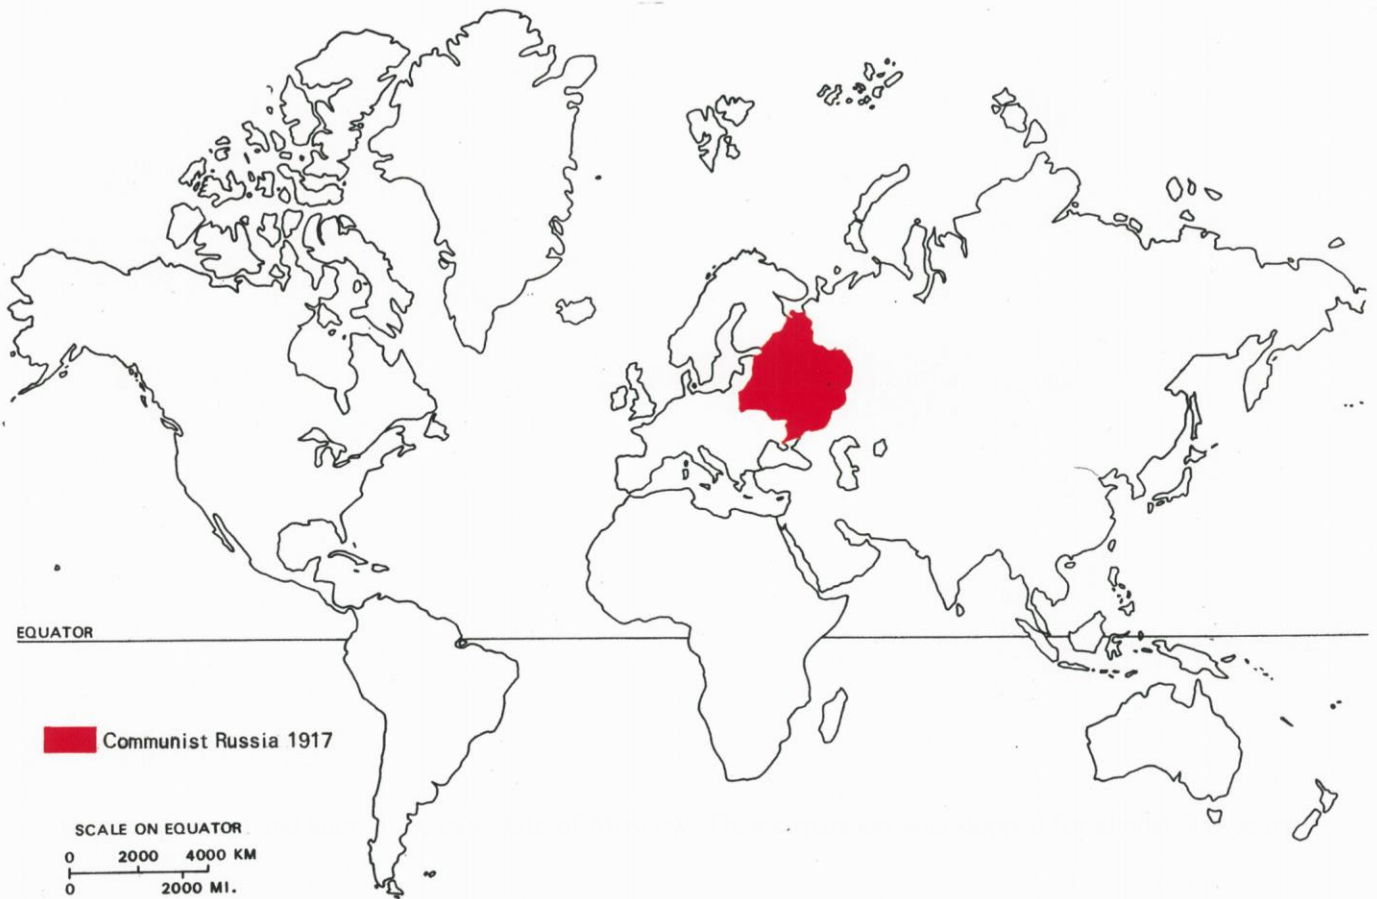 EQUATOR
Communist Russia 1917
SCALE ON EQUATOR
0 2000 4000 KM
0 2000 MI.